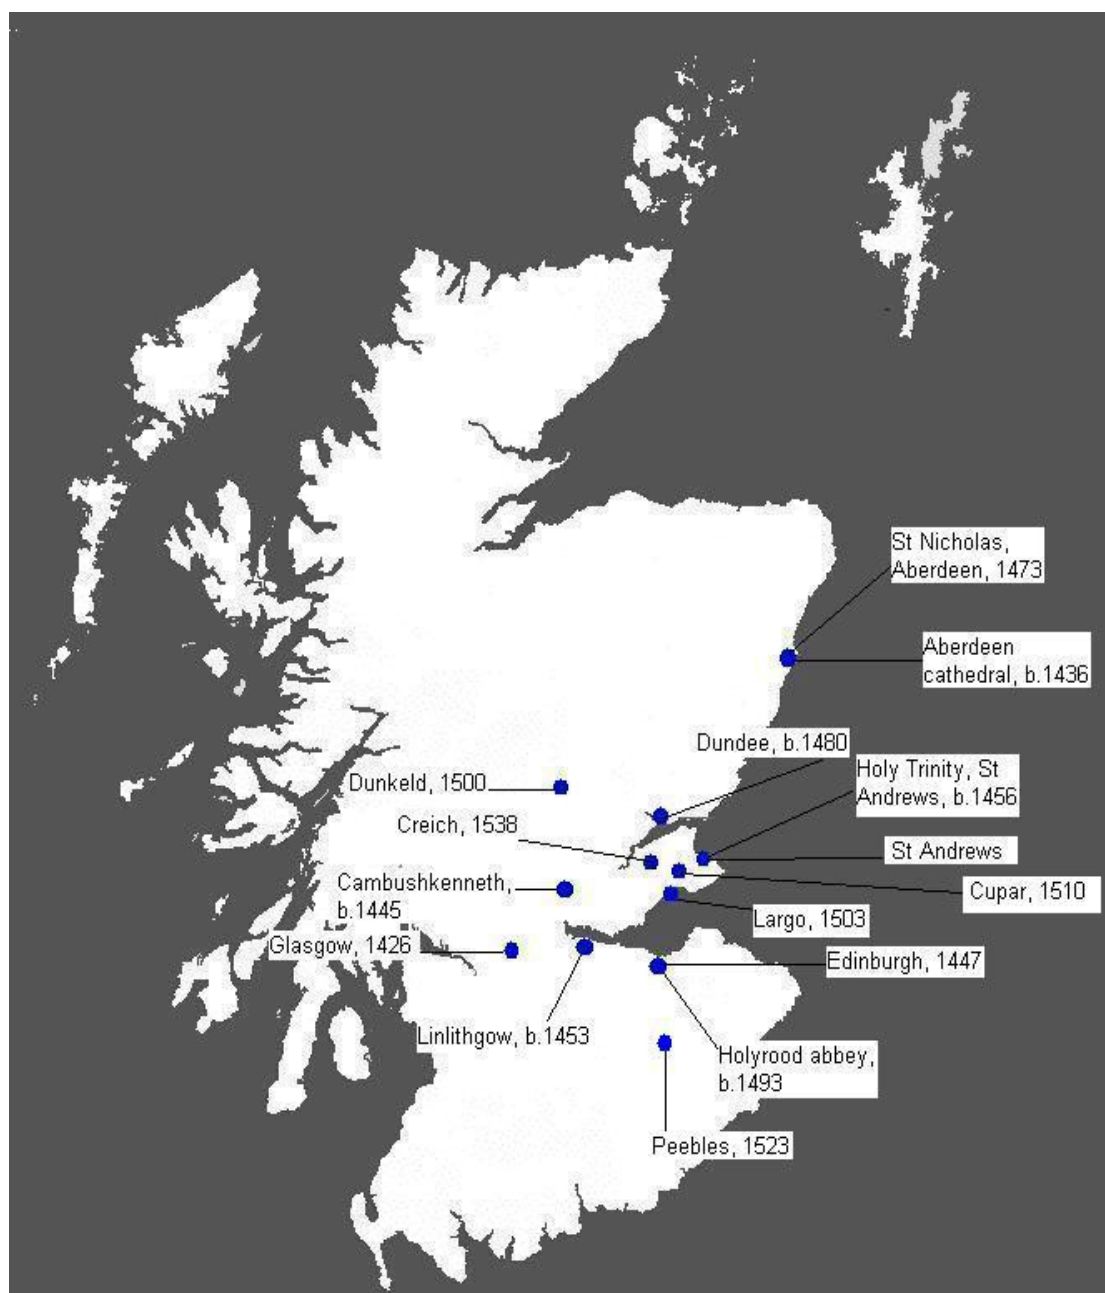 St Nicholas,
Aberdeen, 1473
Aberdeen
cathedral, b.1436
Dundee, b.1480
Holy Trinity, St
Andrews, b.1456
Dunkeld, 1500
Creich, 1538
St Andrews
Cambushkenneth,
b.1445
Cupar, 1510
Largo, 1503
Glasgow, 1426
Edinburgh, 1447
Linlithgow, b.1453
Holyrood abbey,
b.1493
Peebles, 1523